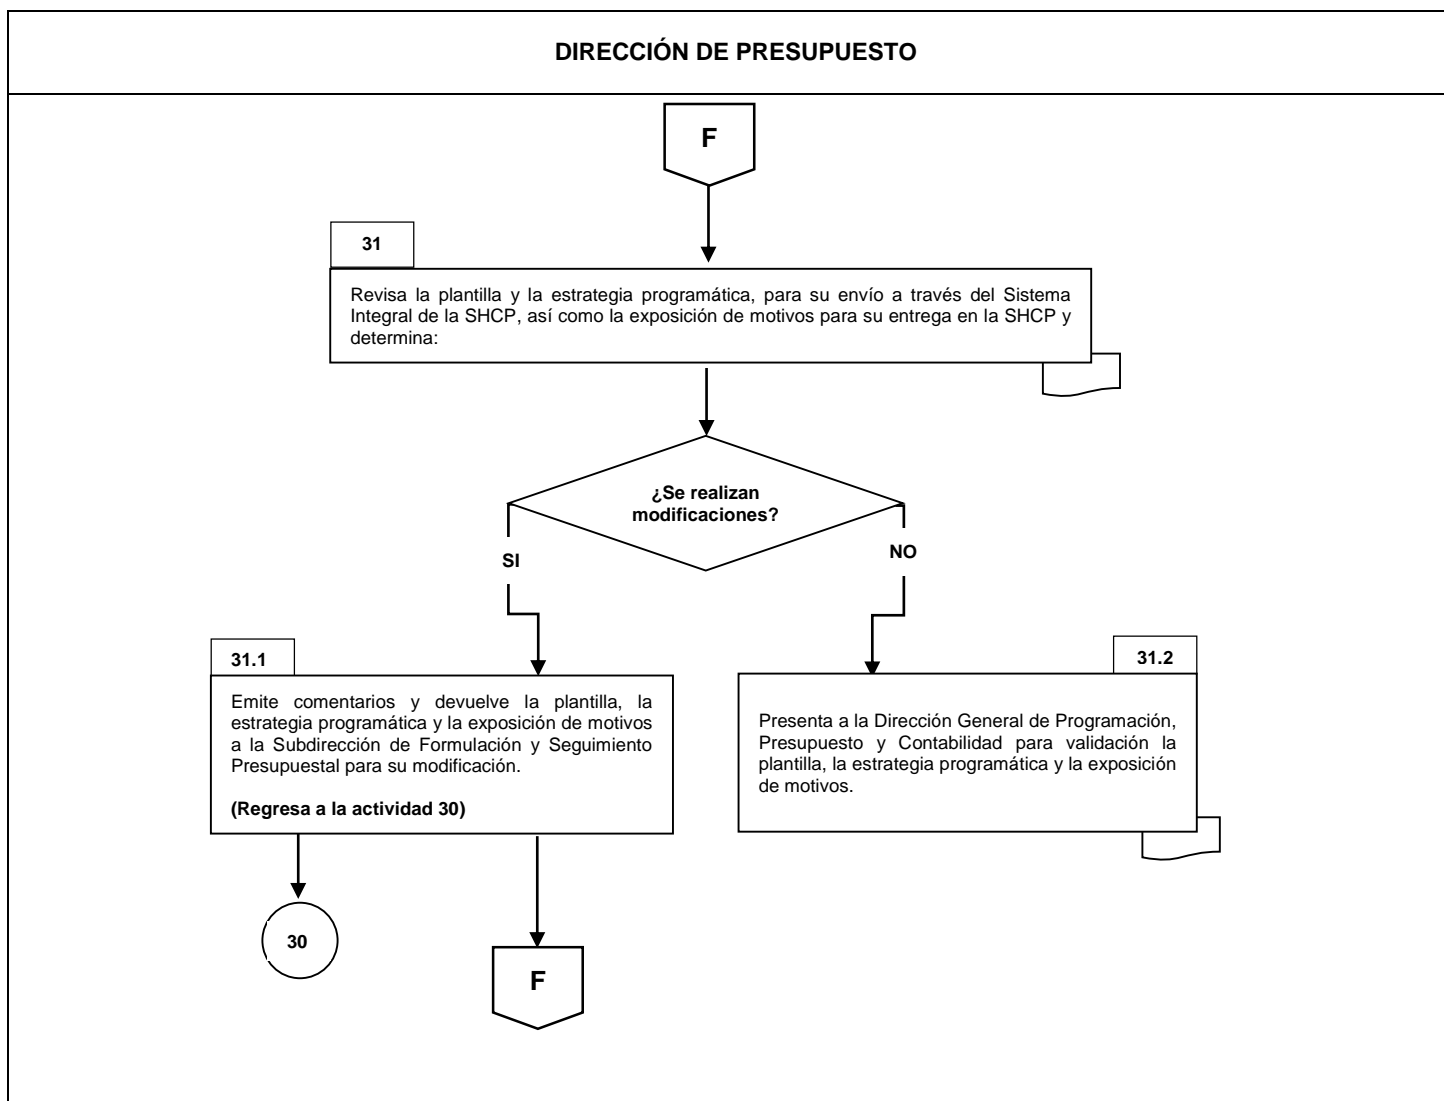 DIRECCIÓN DE PRESUPUESTO
F
31
Revisa la plantilla y la estrategia programática, para su envío a través del Sistema
Integral de la SHCP, así como la exposición de motivos para su entrega en la SHCP y
determina:
¿Se realizan
modificaciones?
SI
NO
31.1
Emite comentarios y devuelve la plantilla, la
estrategia programática y la exposición de motivos
a la Subdirección de Formulación y Seguimiento
Presupuestal para su modificación.
(Regresa a la actividad 30)
31.2
Presenta a la Dirección General de Programación,
Presupuesto y Contabilidad para validación la
plantilla, la estrategia programática y la exposición
de motivos.
30
F